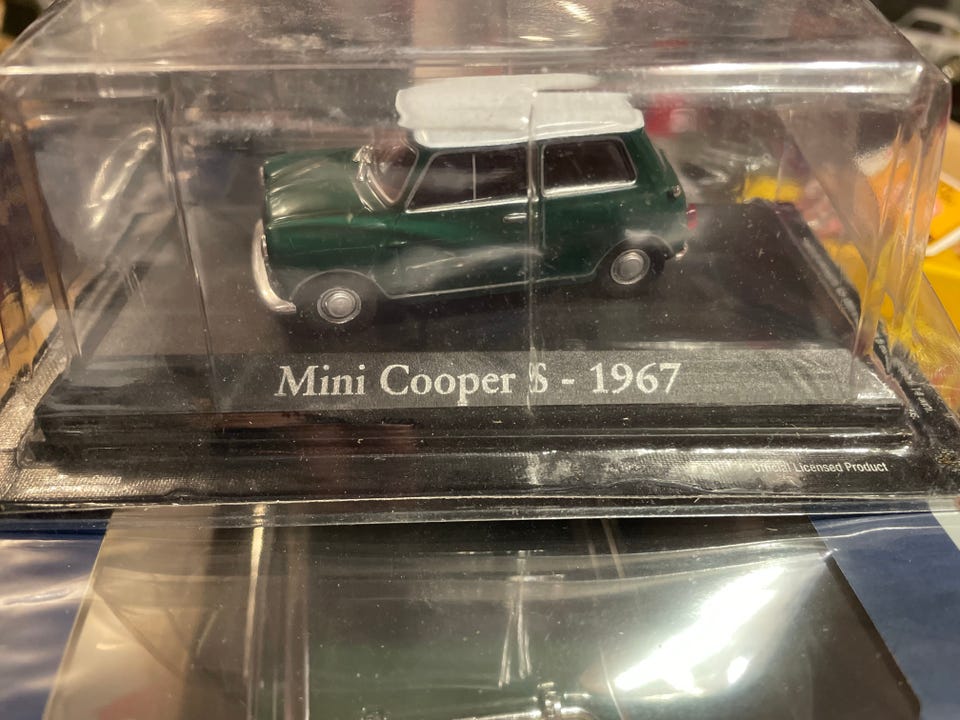 Mini Cooper S - 1967
Official Licensed Product